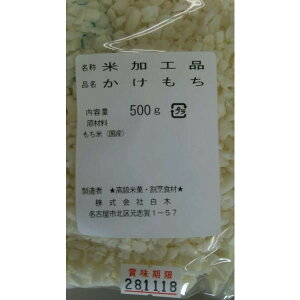 名称 米加工品
品名 かけもち
内容量 500g プラ
原材料
もち米（国産）
製造者 ★高級米菓・割烹食材★
株式会社白木
名古屋市北区元志賀1－57
賞味期限
281118